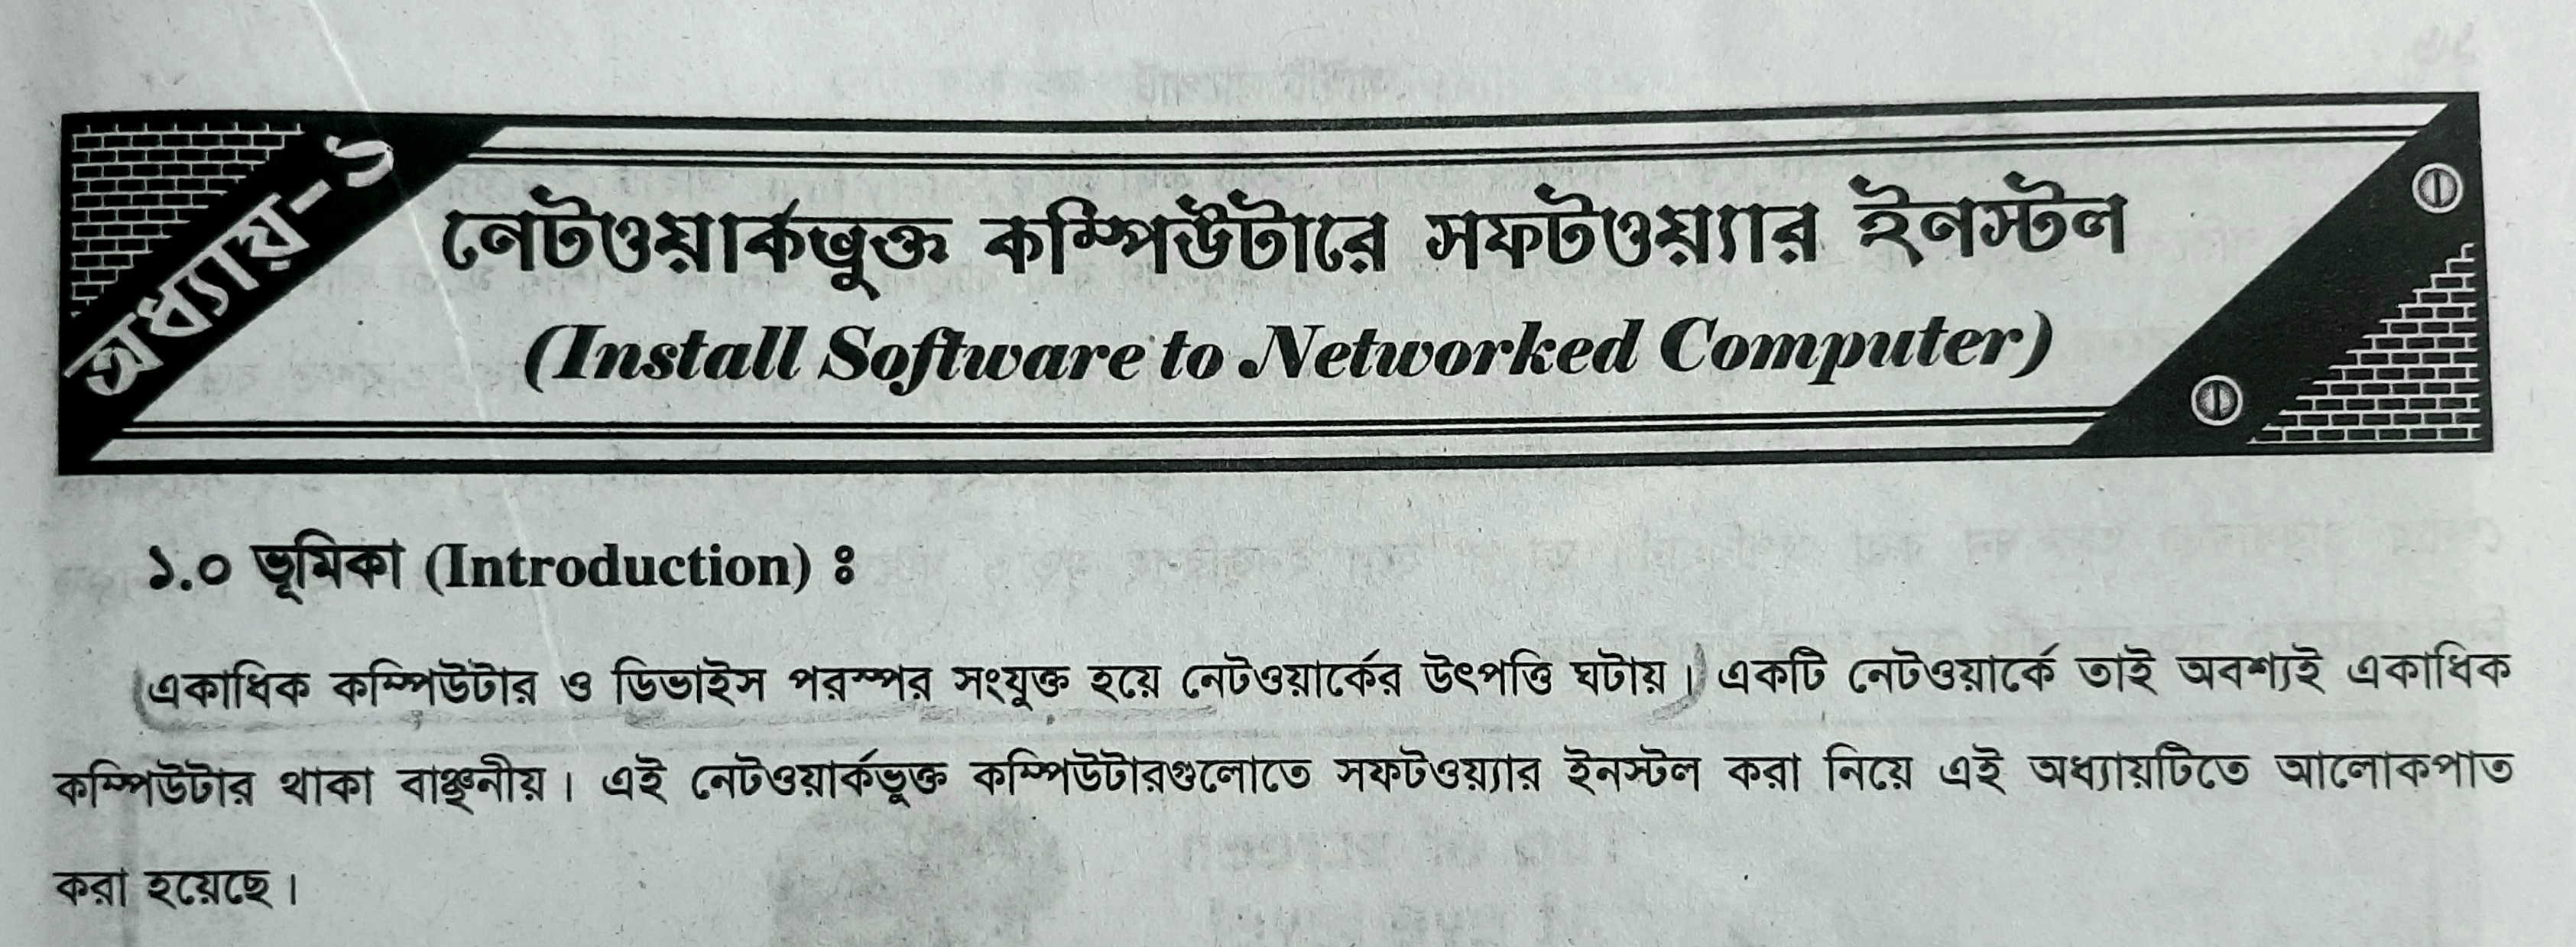 অধ্যায়-১
নেটওয়ার্কভুক্ত কম্পিউটারে সফটওয়্যার ইনস্টল
(Install Software to Networked Computer)
১.০ ভূমিকা (Introduction) ঃ
একাধিক কম্পিউটার ও ডিভাইস পরস্পর সংযুক্ত হয়ে নেটওয়ার্কের উৎপত্তি ঘটায়। একটি নেটওয়ার্কে তাই অবশ্যই একাধিক
কম্পিউটার থাকা বাঞ্ছনীয়। এই নেটওয়ার্কভুক্ত কম্পিউটারগুলোতে সফটওয়্যার ইনস্টল করা নিয়ে এই অধ্যায়টিতে আলোকপাত
করা হয়েছে।